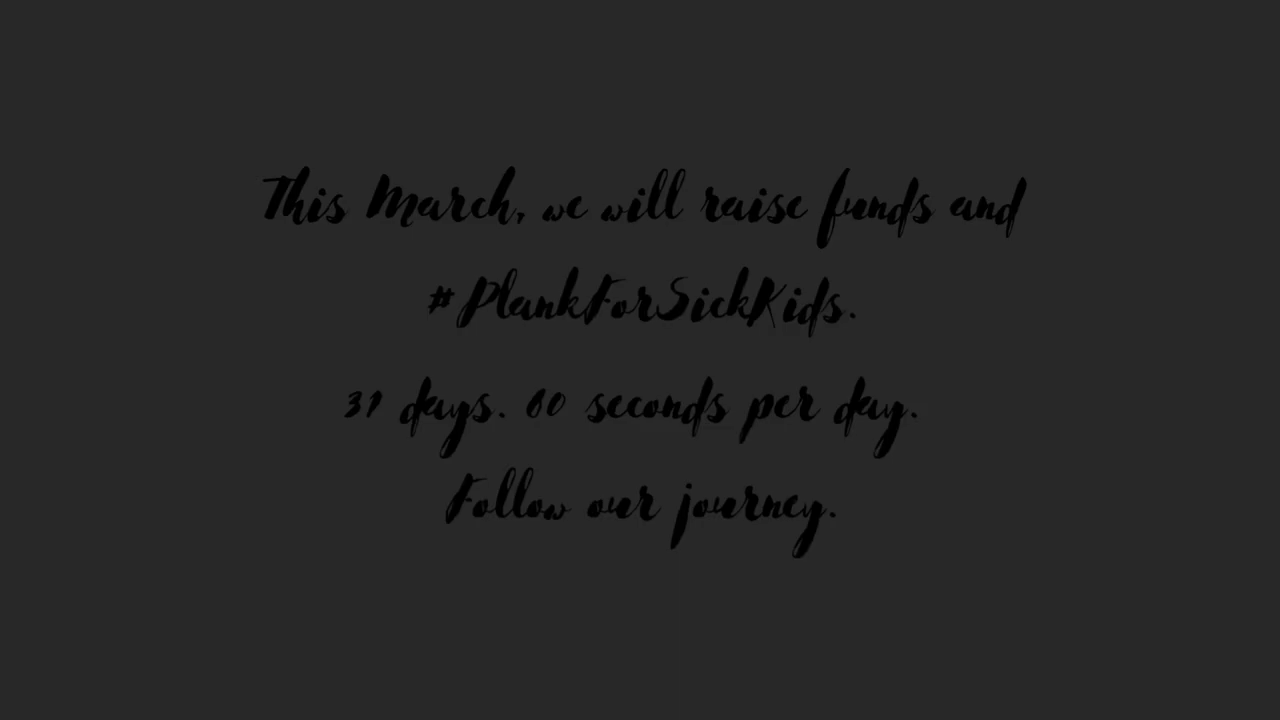 This March, we will raise funds and
#PlankForSickKids.
31 days. 60 seconds per day.
Follow our journey.